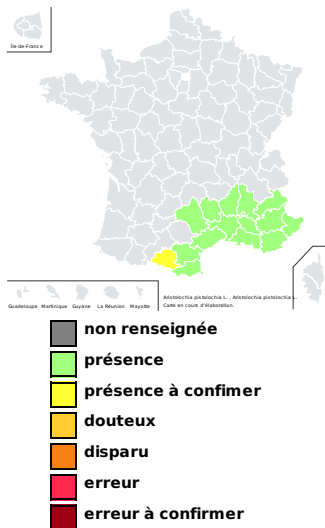 Île-de-France
Guadeloupe Martinique Guyane La Réunion Mayotte
Aristolochia pistolochia L. , Aristolochia pistolochia L.
Carte en cours d'élaboration.
non renseignée
présence
présence à confimer
douteux
disparu
erreur
erreur à confirmer